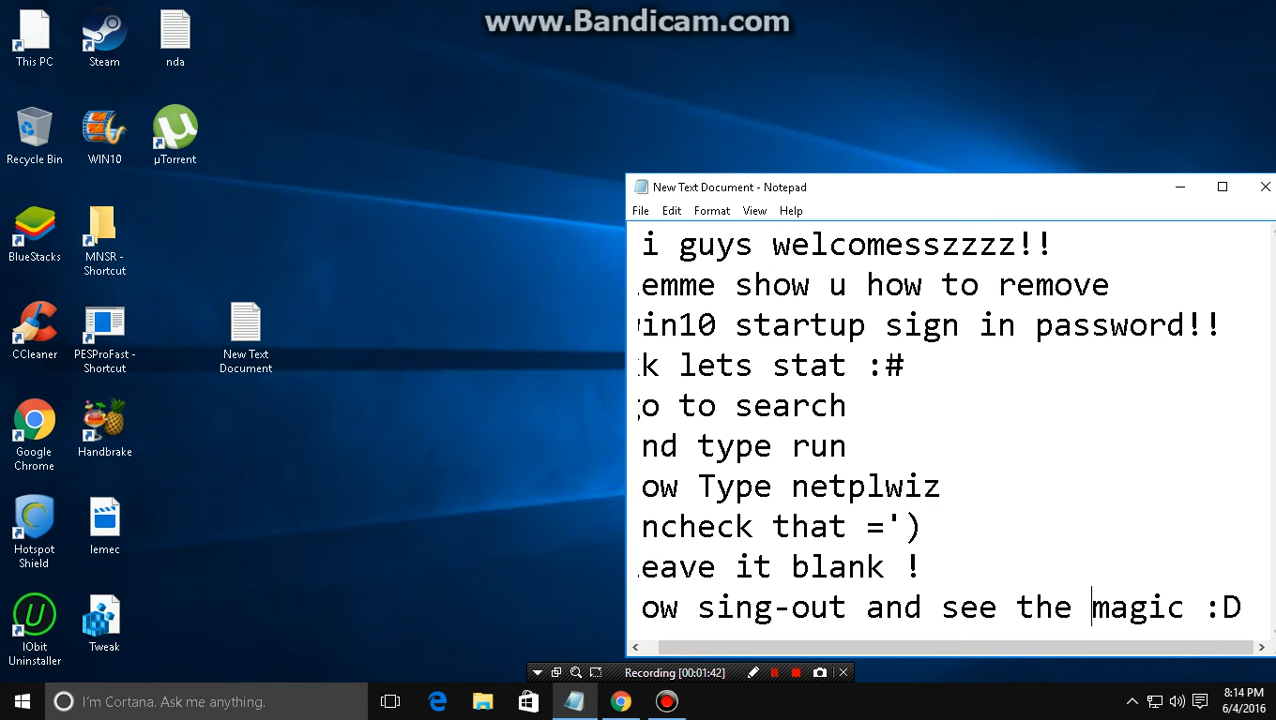 www.Bandicam.com
This PC
Steam
nda
Recycle Bin
WIN10
µTorrent
BlueStacks
MNSR -
Shortcut
CCleaner
PESProFast -
Shortcut
New Text
Document
Google
Chrome
Handbrake
Hotspot
Shield
lemec
IObit
Uninstaller
Tweak
New Text Document - Notepad
File Edit Format View Help
i guys welcomesszzzz!!
emme show u how to remove
in10 startup sign in password!!
k lets stat :#
o to search
nd type run
ow Type netplwiz
ncheck that =')
eave it blank !
ow sing-out and see the magic :D
Recording [00:01:42]
I'm Cortana. Ask me anything.
8:14 PM
6/4/2016